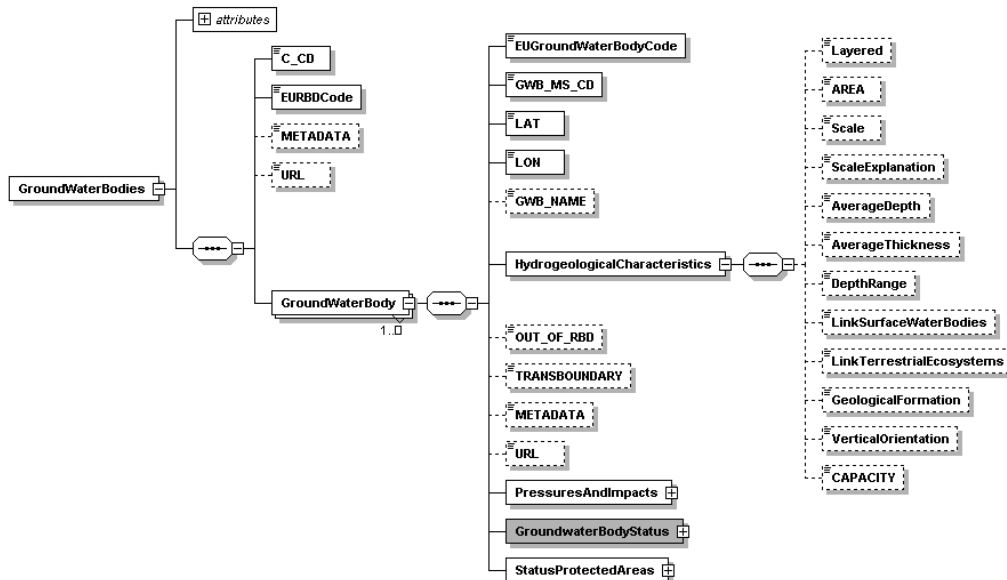 GroundWaterBodies
attributes
C_CD
EURBDCode
METADATA
URL
GroundWaterBody
1..
EUGroundWaterBodyCode
GWB_MS_CD
LAT
LON
GWB_NAME
HydrogeologicalCharacteristics
OUT_OF_RBD
TRANSBOUNDARY
METADATA
URL
PressuresAndImpacts
GroundwaterBodyStatus
StatusProtectedAreas
Layered
AREA
Scale
ScaleExplanation
AverageDepth
AverageThickness
DepthRange
LinkSurfaceWaterBodies
LinkTerrestrialEcosystems
GeologicalFormation
VerticalOrientation
CAPACITY